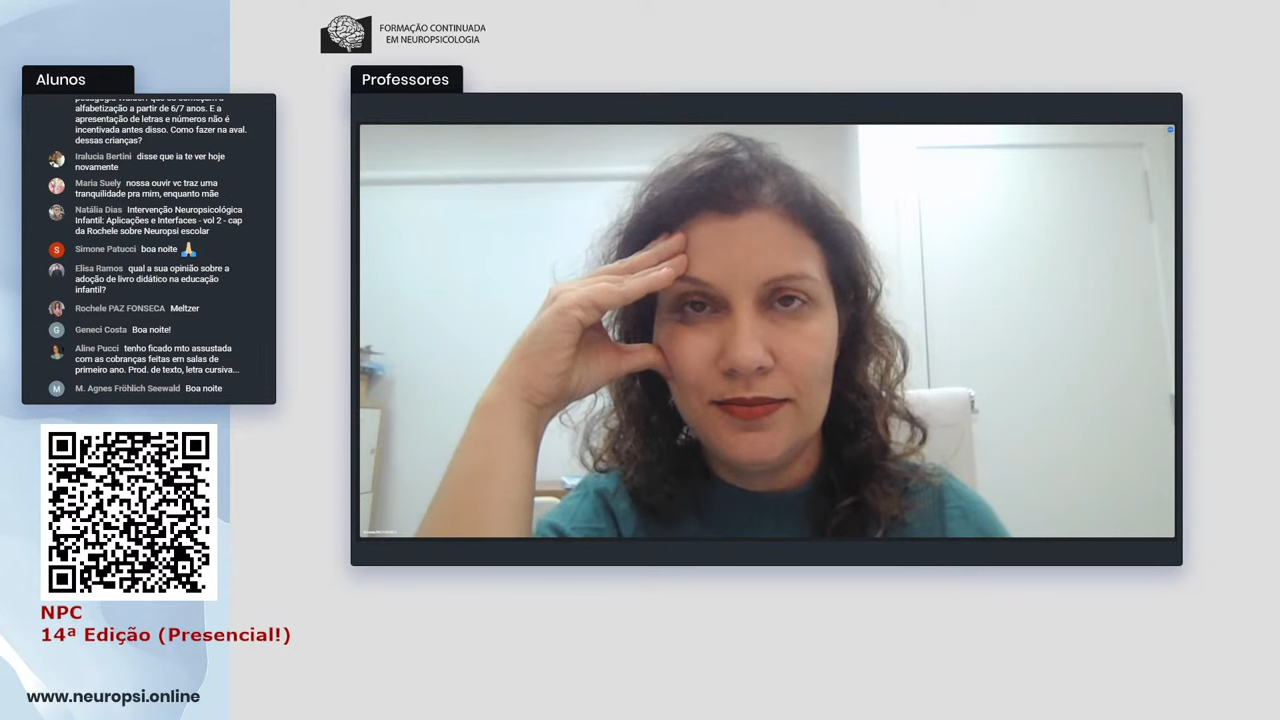 FORMAÇÃO CONTINUADA
EM NEUROPSICOLOGIA
Alunos
alfabetização a partir de 6/7 anos. E a
apresentação de letras e números não é
incentivada antes disso. Como fazer na aval.
dessas crianças?
Iralucia Bertini disse que ia te ver hoje
novamente
Maria Suely nossa ouvir vc traz uma
tranquilidade pra mim, enquanto mãe
Natália Dias Intervenção Neuropsicológica
Infantil: Aplicações e Interfaces - vol 2 - cap
da Rochele sobre Neuropsi escolar
S Simone Patucci boa noite 🙏🏻
Elisa Ramos qual a sua opinião sobre a
adoção de livro didático na educação
infantil?
Rochele PAZ FONSECA Meltzer
G Geneci Costa Boa noite!
Aline Pucci tenho ficado mto assustada
com as cobranças feitas em salas de
primeiro ano. Prod. de texto, letra cursiva...
M M. Agnes Fröhlich Seewald Boa noite
NPC
14ª Edição (Presencial!)
www.neuropsi.online
Professores